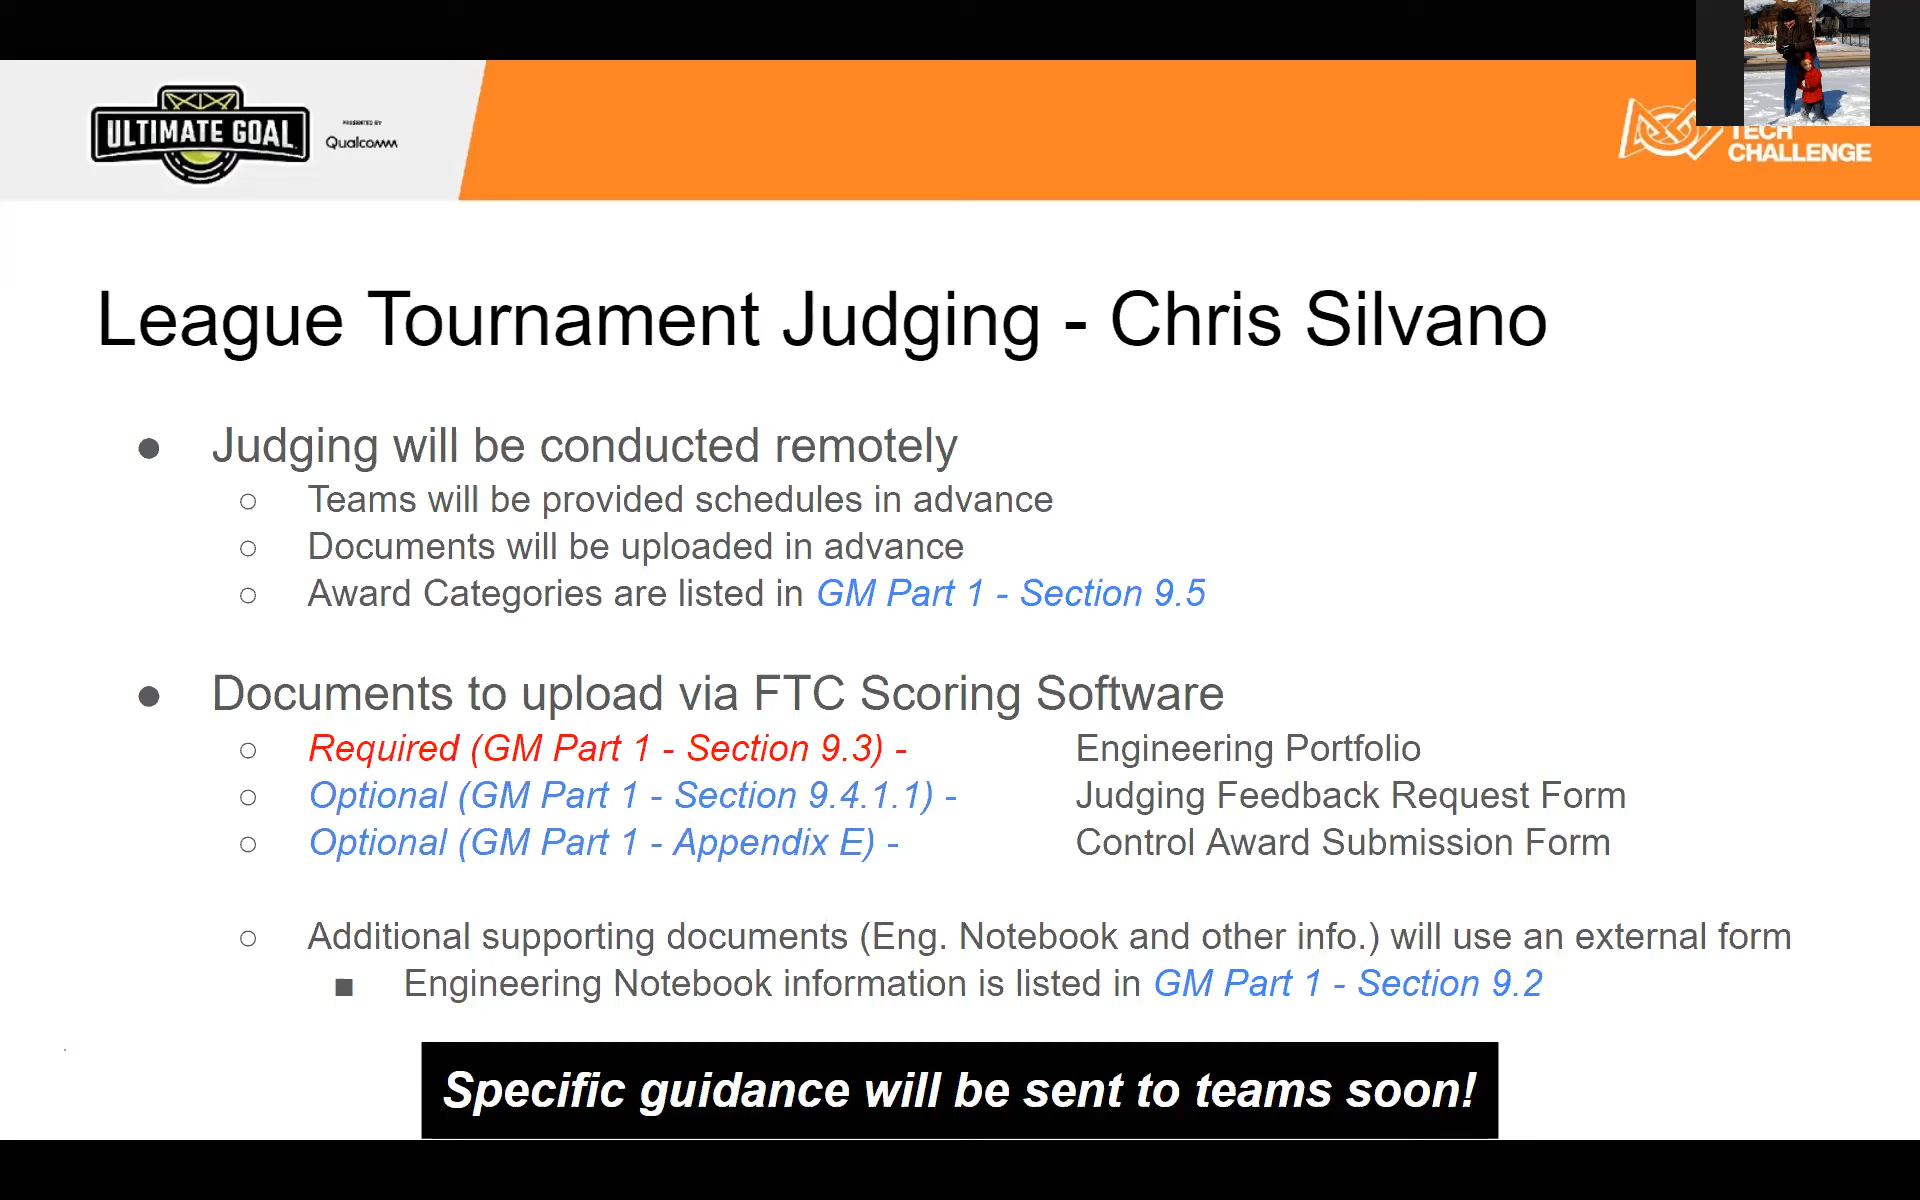 ULTIMATE GOAL
PRESENTED BY
Qualcomm
TECH
CHALLENGE
League Tournament Judging - Chris Silvano
● Judging will be conducted remotely
○ Teams will be provided schedules in advance
○ Documents will be uploaded in advance
○ Award Categories are listed in GM Part 1 - Section 9.5
● Documents to upload via FTC Scoring Software
○ Required (GM Part 1 - Section 9.3) - Engineering Portfolio
○ Optional (GM Part 1 - Section 9.4.1.1) - Judging Feedback Request Form
○ Optional (GM Part 1 - Appendix E) - Control Award Submission Form
○ Additional supporting documents (Eng. Notebook and other info.) will use an external form
■ Engineering Notebook information is listed in GM Part 1 - Section 9.2
Specific guidance will be sent to teams soon!